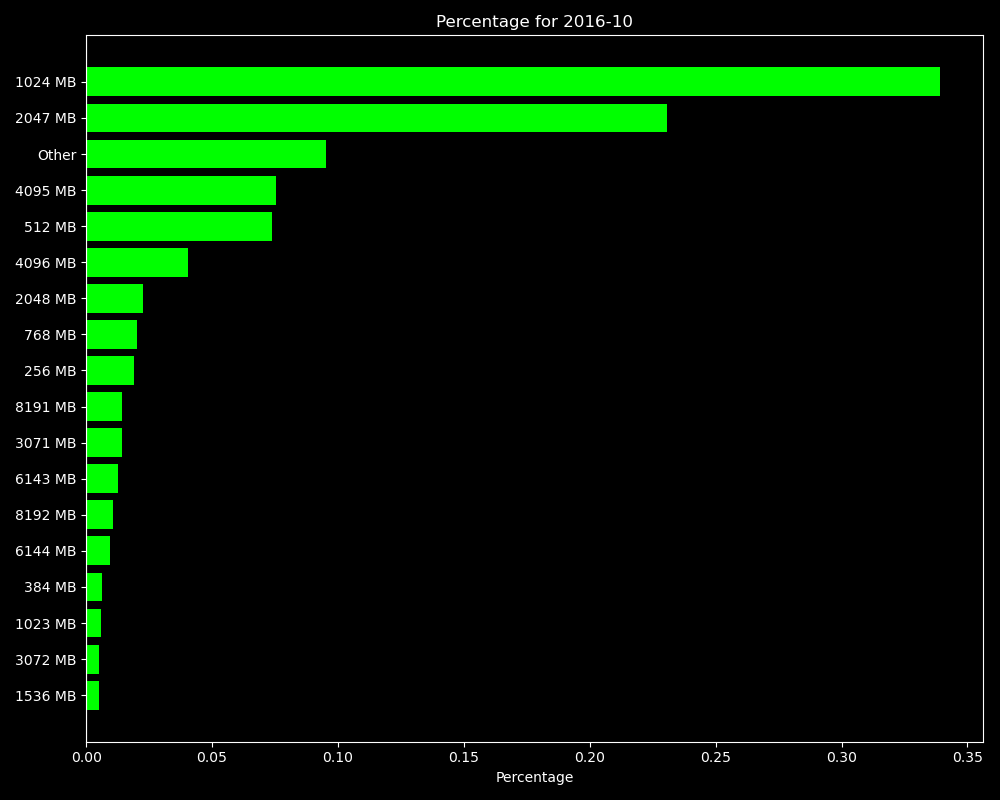 Percentage for 2016-10
1024 MB
2047 MB
Other
4095 MB
512 MB
4096 MB
2048 MB
768 MB
256 MB
8191 MB
3071 MB
6143 MB
8192 MB
6144 MB
384 MB
1023 MB
3072 MB
1536 MB
0.00 0.05 0.10 0.15 0.20 0.25 0.30 0.35
Percentage